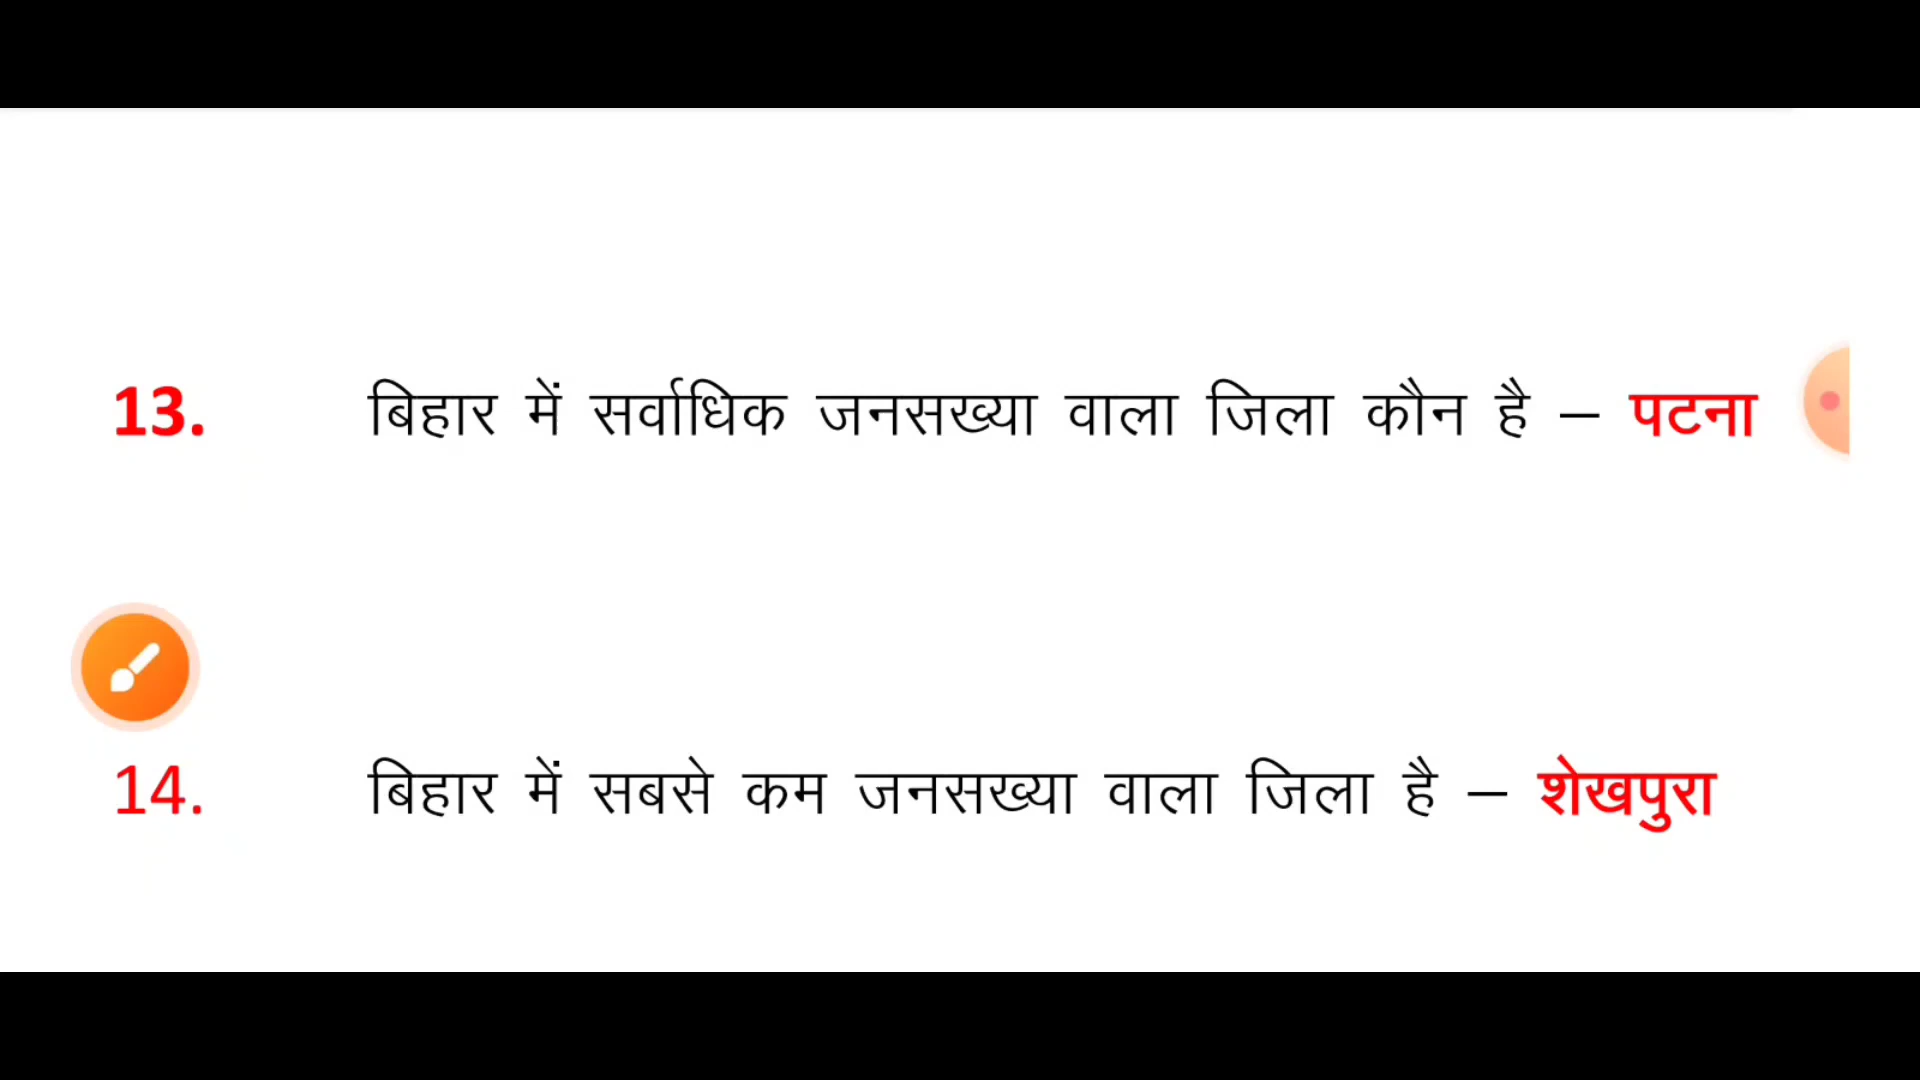 13. बिहार में सर्वाधिक जनसख्या वाला जिला कौन है – पटना
14. बिहार में सबसे कम जनसख्या वाला जिला है – शेखपुरा